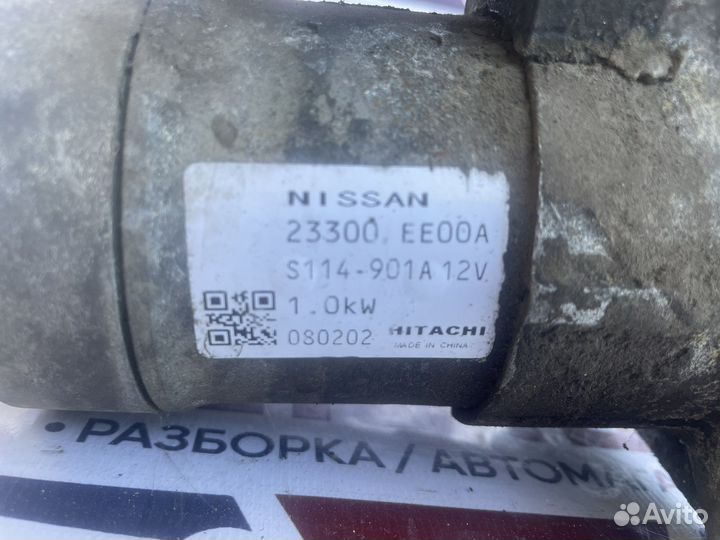 NISSAN
23300 EE00A
S114-901A 12V
1.0kW
080202 HITACHI
MADE IN CHINA
• РАЗБОРКА / АВТОМА
Avito